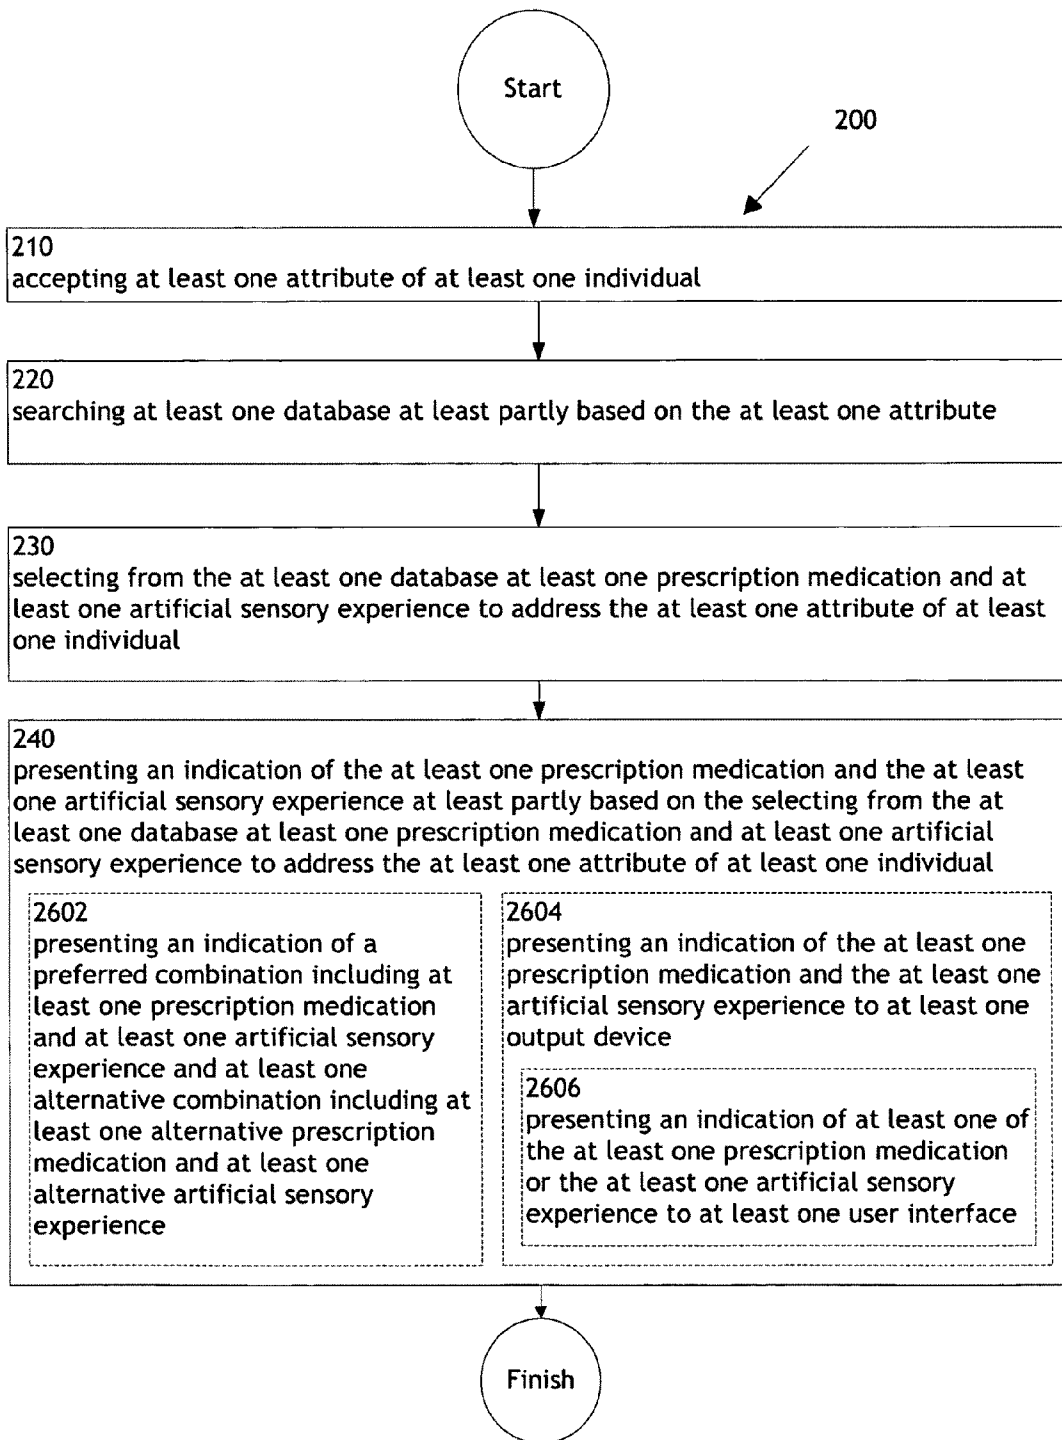 Start
200
210
accepting at least one attribute of at least one individual
220
searching at least one database at least partly based on the at least one attribute
230
selecting from the at least one database at least one prescription medication and at
least one artificial sensory experience to address the at least one attribute of at least
one individual
240
presenting an indication of the at least one prescription medication and the at least
one artificial sensory experience at least partly based on the selecting from the at
least one database at least one prescription medication and at least one artificial
sensory experience to address the at least one attribute of at least one individual
2602
presenting an indication of a
preferred combination including at
least one prescription medication
and at least one artificial sensory
experience and at least one
alternative combination including at
least one alternative prescription
medication and at least one
alternative artificial sensory
experience
2604
presenting an indication of the at least one
prescription medication and the at least one
artificial sensory experience to at least one
output device
2606
presenting an indication of at least one of
the at least one prescription medication
or the at least one artificial sensory
experience to at least one user interface
Finish